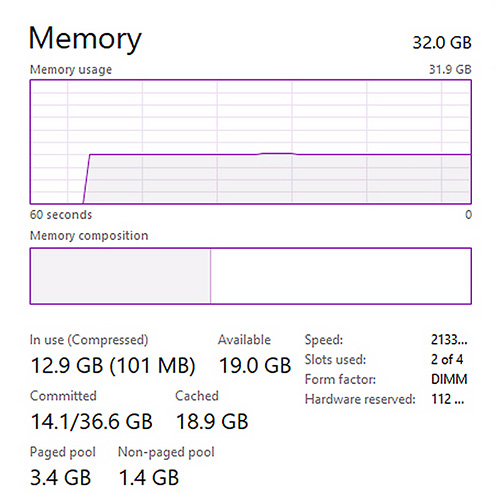 Memory 32.0 GB
Memory usage 31.9 GB
60 seconds 0
Memory composition
In use (Compressed) Available
12.9 GB (101 MB) 19.0 GB
Committed Cached
14.1/36.6 GB 18.9 GB
Paged pool Non-paged pool
3.4 GB 1.4 GB
Speed: 2133...
Slots used: 2 of 4
Form factor: DIMM
Hardware reserved: 112 ...